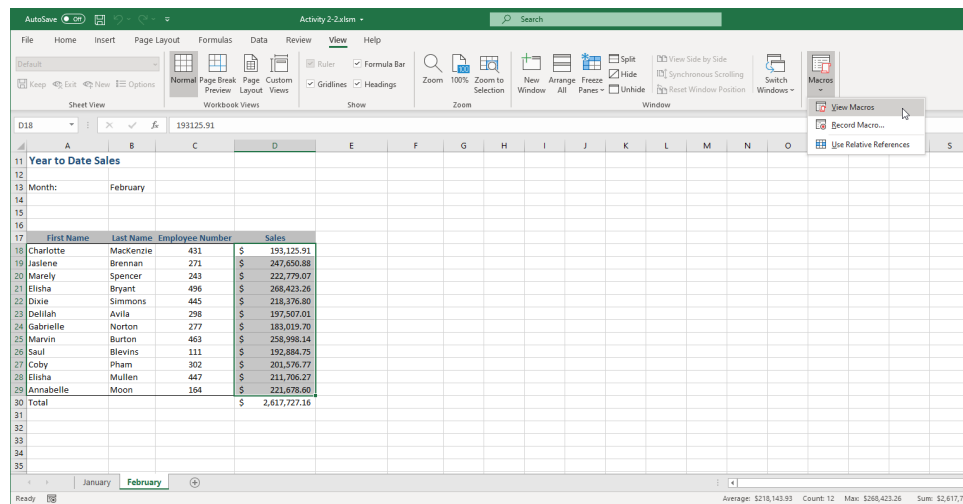 AutoSave Off Activity 2-2.xlsm Search
File Home Insert Page Layout Formulas Data Review View Help
Default
Keep Exit New Options
Sheet View
Normal Page Break Preview Page Layout Custom Views
Workbook Views
Ruler Formula Bar
Gridlines Headings
Show
Zoom 100% Zoom to Selection
Zoom
New Window Arrange All Freeze Panes
Split
Hide
Unhide
View Side by Side
Synchronous Scrolling
Reset Window Position
Switch Windows
Window
Macros
View Macros
Record Macro...
Use Relative References
D18 fx 193125.91
A B C D E F G H I J K L M N O S
11 Year to Date Sales
12
13 Month: February
14
15
16
17 First Name Last Name Employee Number Sales
18 Charlotte MacKenzie 431 $ 193,125.91
19 Jaslene Brennan 271 $ 247,650.88
20 Marely Spencer 243 $ 222,779.07
21 Elisha Bryant 496 $ 268,423.26
22 Dixie Simmons 445 $ 218,376.80
23 Delilah Avila 298 $ 197,507.01
24 Gabrielle Norton 277 $ 183,019.70
25 Marvin Burton 463 $ 258,998.14
26 Saul Blevins 111 $ 192,884.75
27 Coby Pham 302 $ 201,576.77
28 Elisha Mullen 447 $ 211,706.27
29 Annabelle Moon 164 $ 221,678.60
30 Total $ 2,617,727.16
31
32
33
34
35
January February
Ready Average: $218,143.93 Count: 12 Max: $268,423.26 Sum: $2,617,7